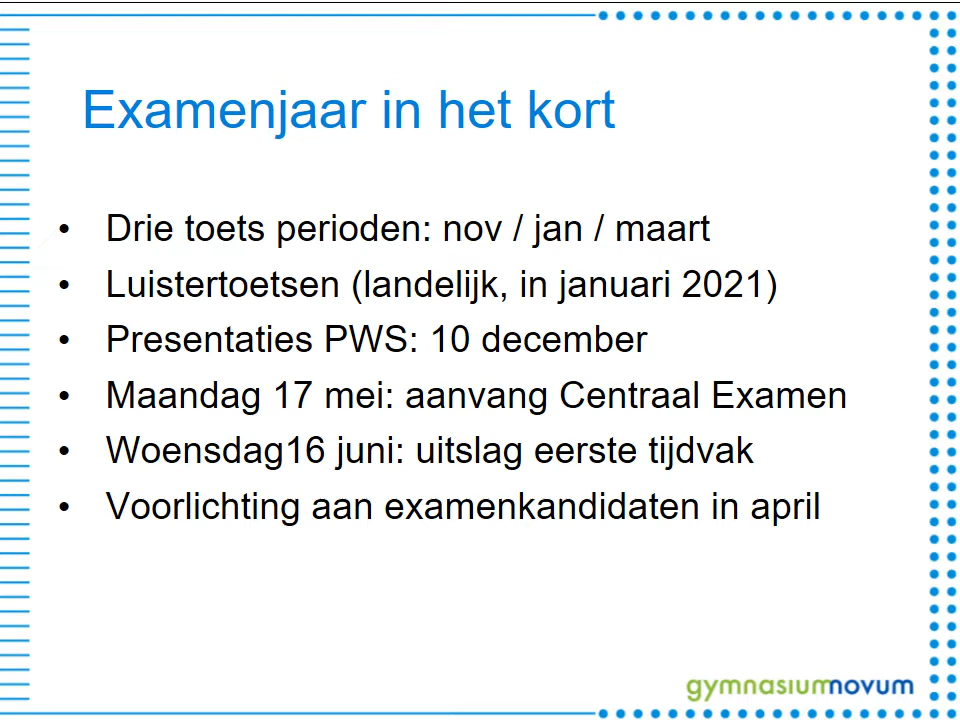 Examenjaar in het kort
• Drie toets perioden: nov / jan / maart
• Luistertoetsen (landelijk, in januari 2021)
• Presentaties PWS: 10 december
• Maandag 17 mei: aanvang Centraal Examen
• Woensdag16 juni: uitslag eerste tijdvak
• Voorlichting aan examenkandidaten in april
gymnasiumnovum